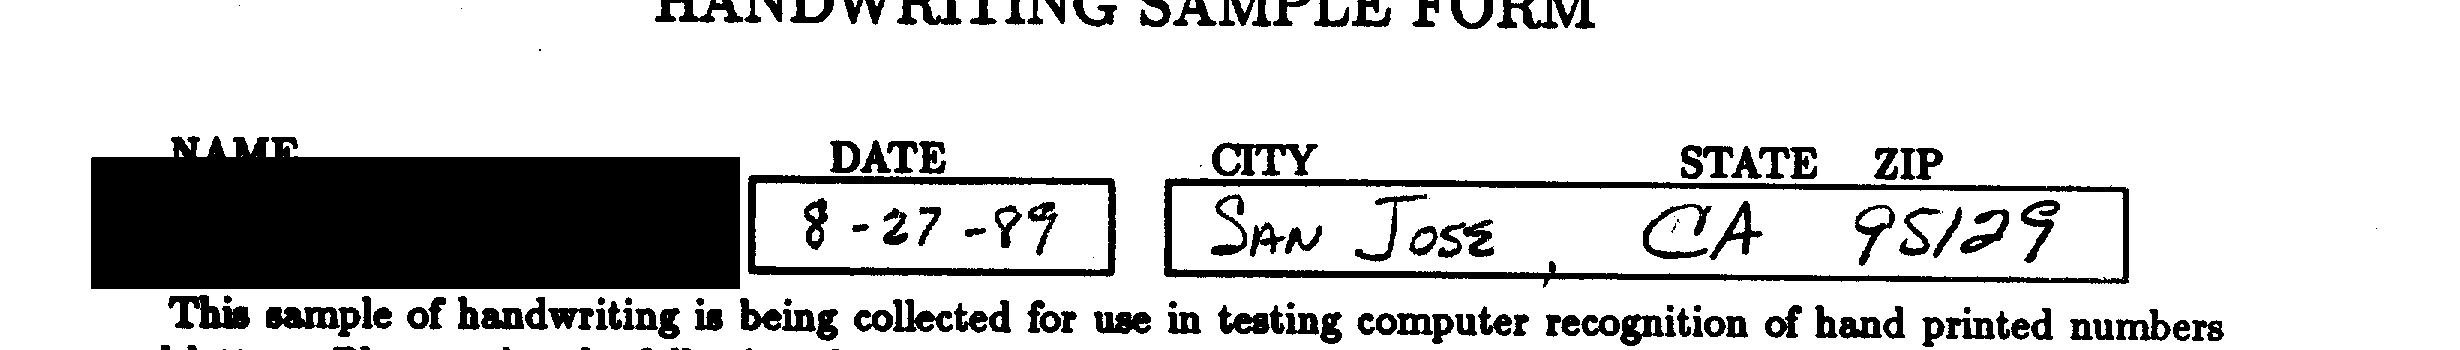 HANDWRITING SAMPLE FORM
NAME DATE CITY STATE ZIP
8-27-89 SAN JOSE, CA 95129
This sample of handwriting is being collected for use in testing computer recognition of hand printed numbers